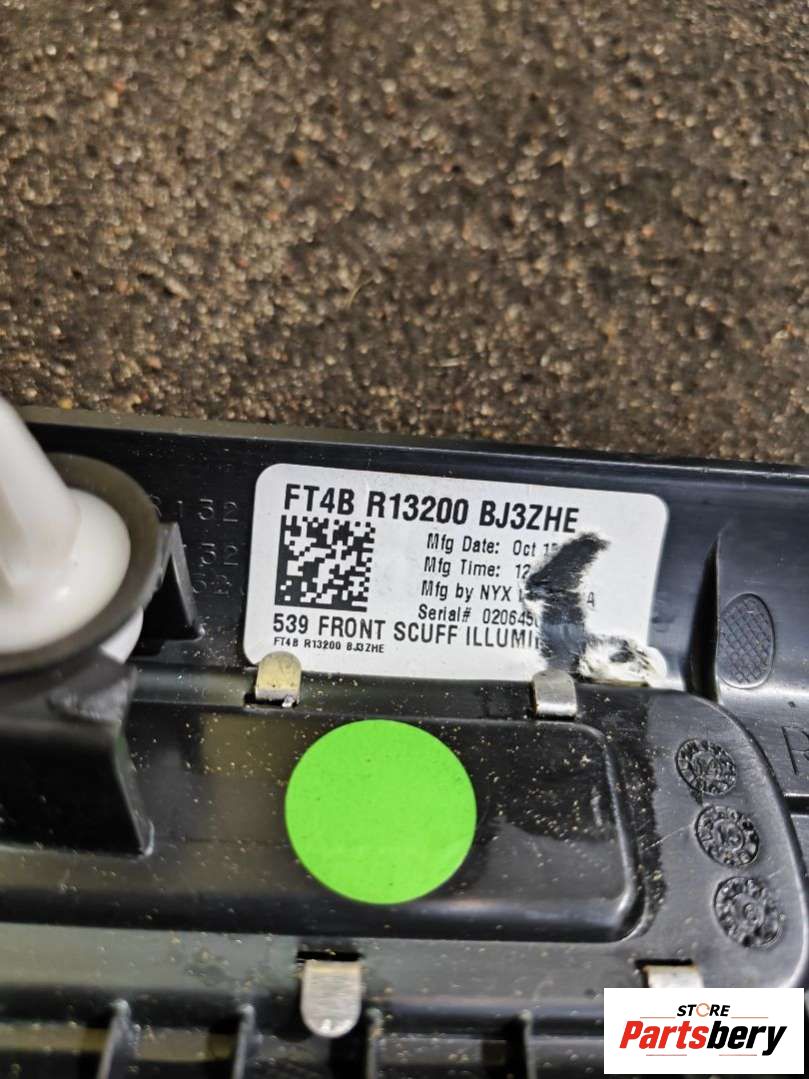 FT4B R13200 BJ3ZHE
Mfg Date: Oct
Mfg Time:
Mfg by NYX
Serial#
539 FRONT SCUFF
FT4B R13200 BJ3ZHE
STORE
Partsbery